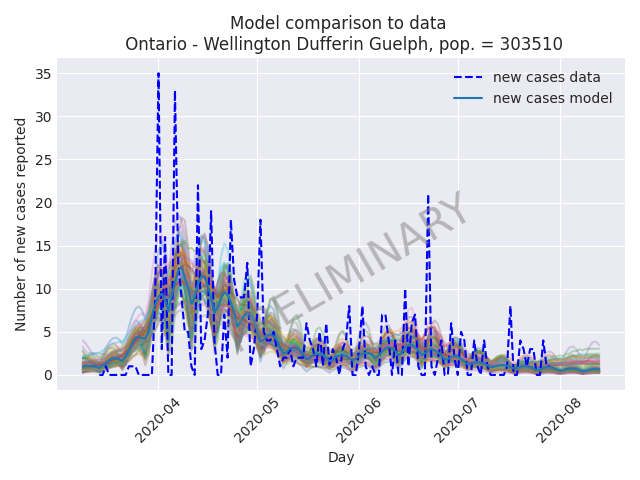 Model comparison to data
Ontario - Wellington Dufferin Guelph, pop. = 303510
new cases data
new cases model
Number of new cases reported
35
30
25
20
15
10
5
0
ELIMINARY
2020-04
2020-05
2020-06
2020-07
2020-08
Day